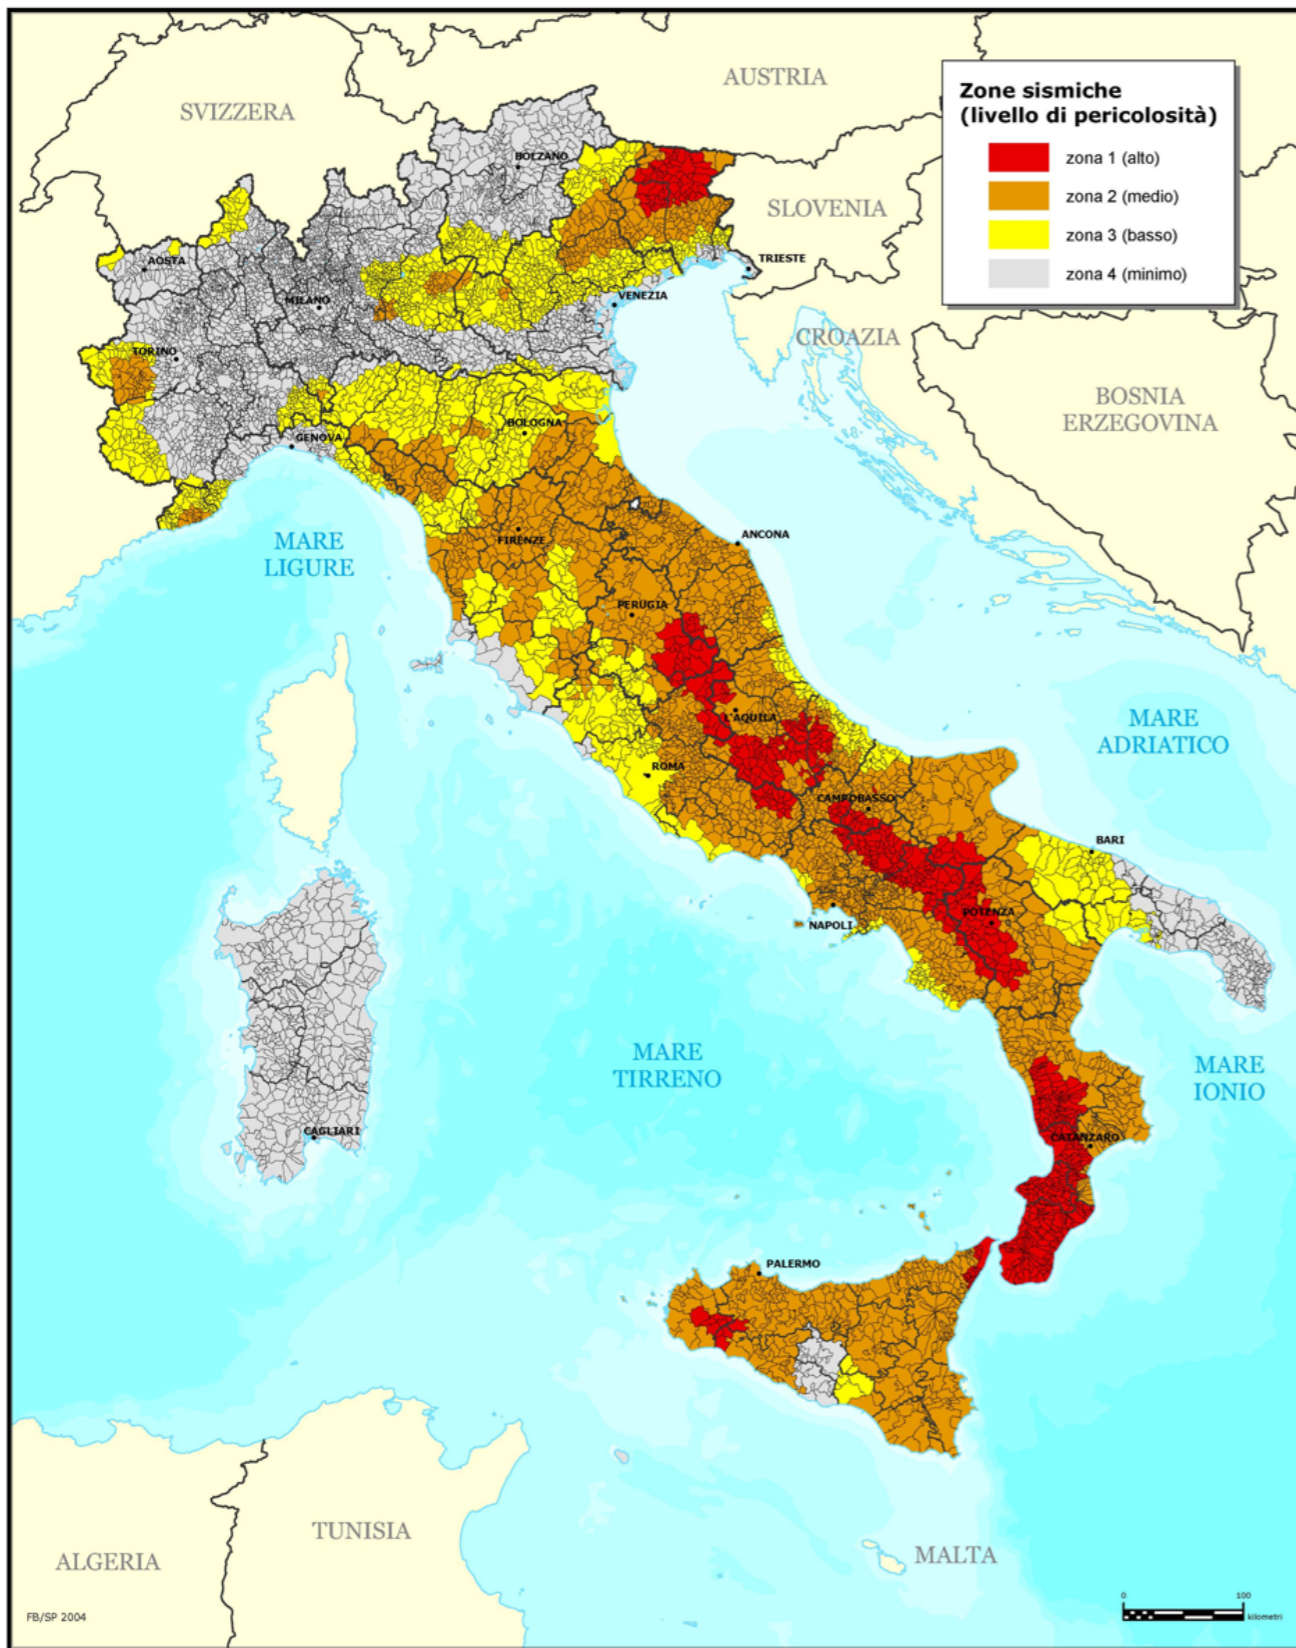 AUSTRIA
SVIZZERA
Zone sismiche
(livello di pericolosità)
zona 1 (alto)
zona 2 (medio)
zona 3 (basso)
zona 4 (minimo)
BOLZANO
SLOVENIA
AOSTA
TRIESTE
MILANO
VENEZIA
CROAZIA
TORINO
BOSNIA
ERZEGOVINA
BOLOGNA
GENOVA
MARE
LIGURE
FIRENZE
ANCONA
PERUGIA
L'AQUILA
MARE
ADRIATICO
ROMA
CAMPOBASSO
BARI
NAPOLI
POTENZA
MARE
TIRRENO
MARE
IONIO
CAGLIARI
CATANZARO
PALERMO
TUNISIA
ALGERIA
MALTA
0 100
kilometri
FB/SP 2004